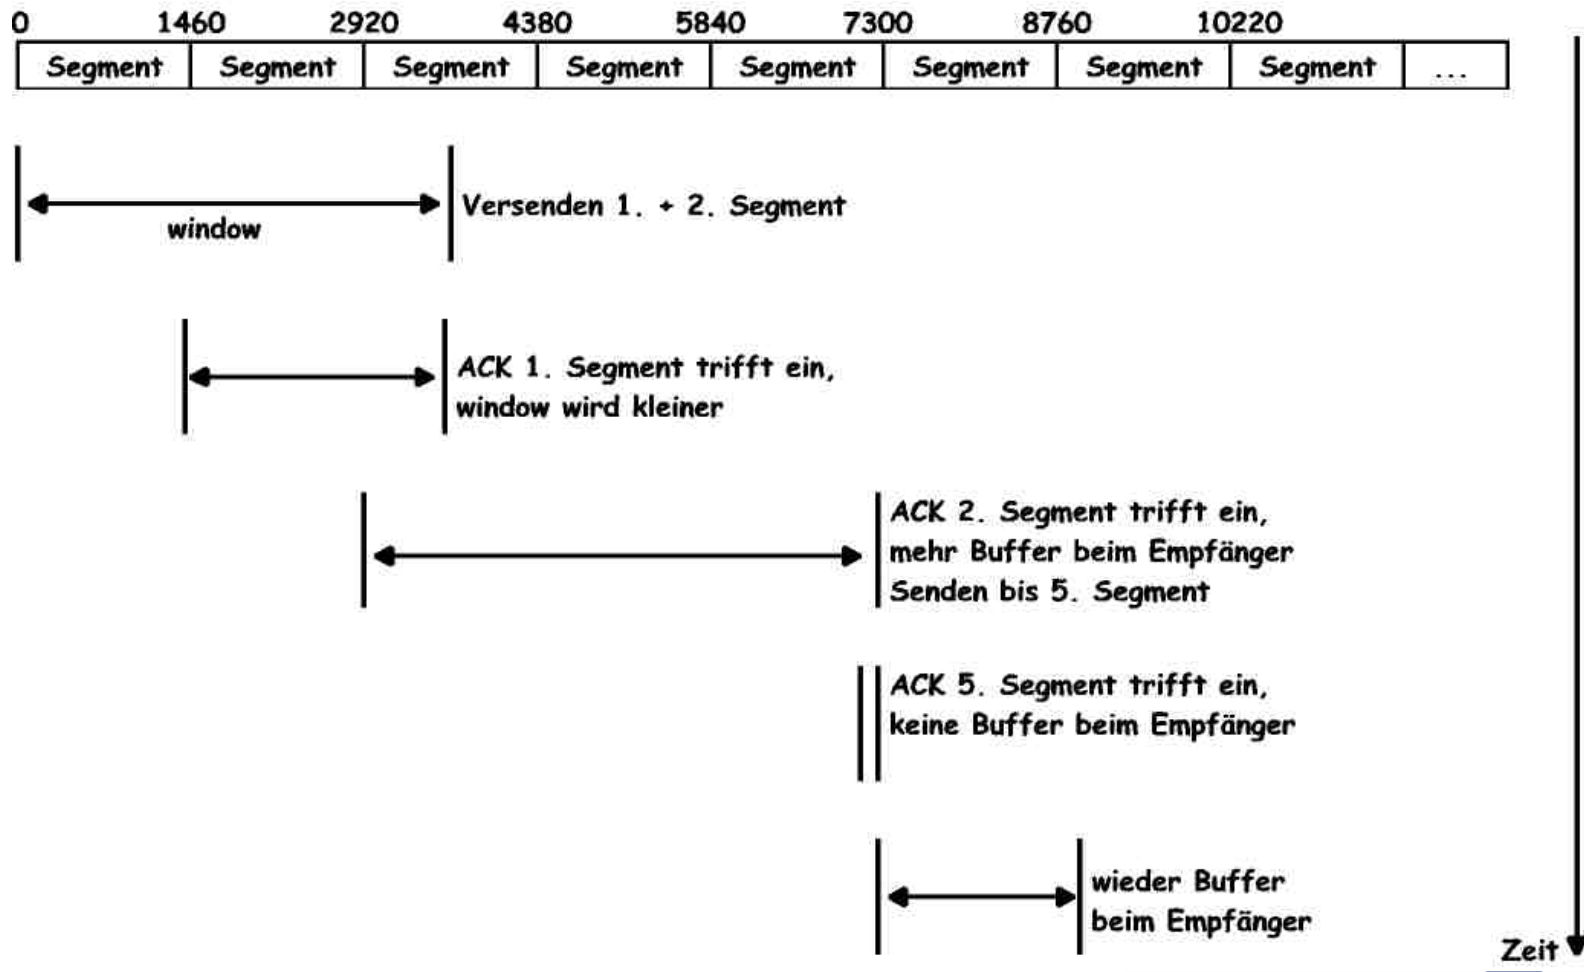 0 1460 2920 4380 5840 7300 8760 10220
Segment Segment Segment Segment Segment Segment Segment Segment ...
Versenden 1. + 2. Segment
window
ACK 1. Segment trifft ein,
window wird kleiner
ACK 2. Segment trifft ein,
mehr Buffer beim Empfänger
Senden bis 5. Segment
ACK 5. Segment trifft ein,
keine Buffer beim Empfänger
wieder Buffer
beim Empfänger
Zeit